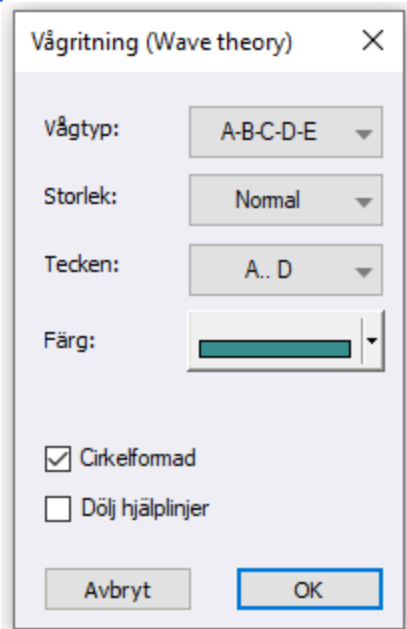 Vågritning (Wave theory)
Vågtyp: A-B-C-D-E
Storlek: Normal
Tecken: A.. D
Färg:
Cirkelformad
Dölj hjälplinjer
Avbryt OK